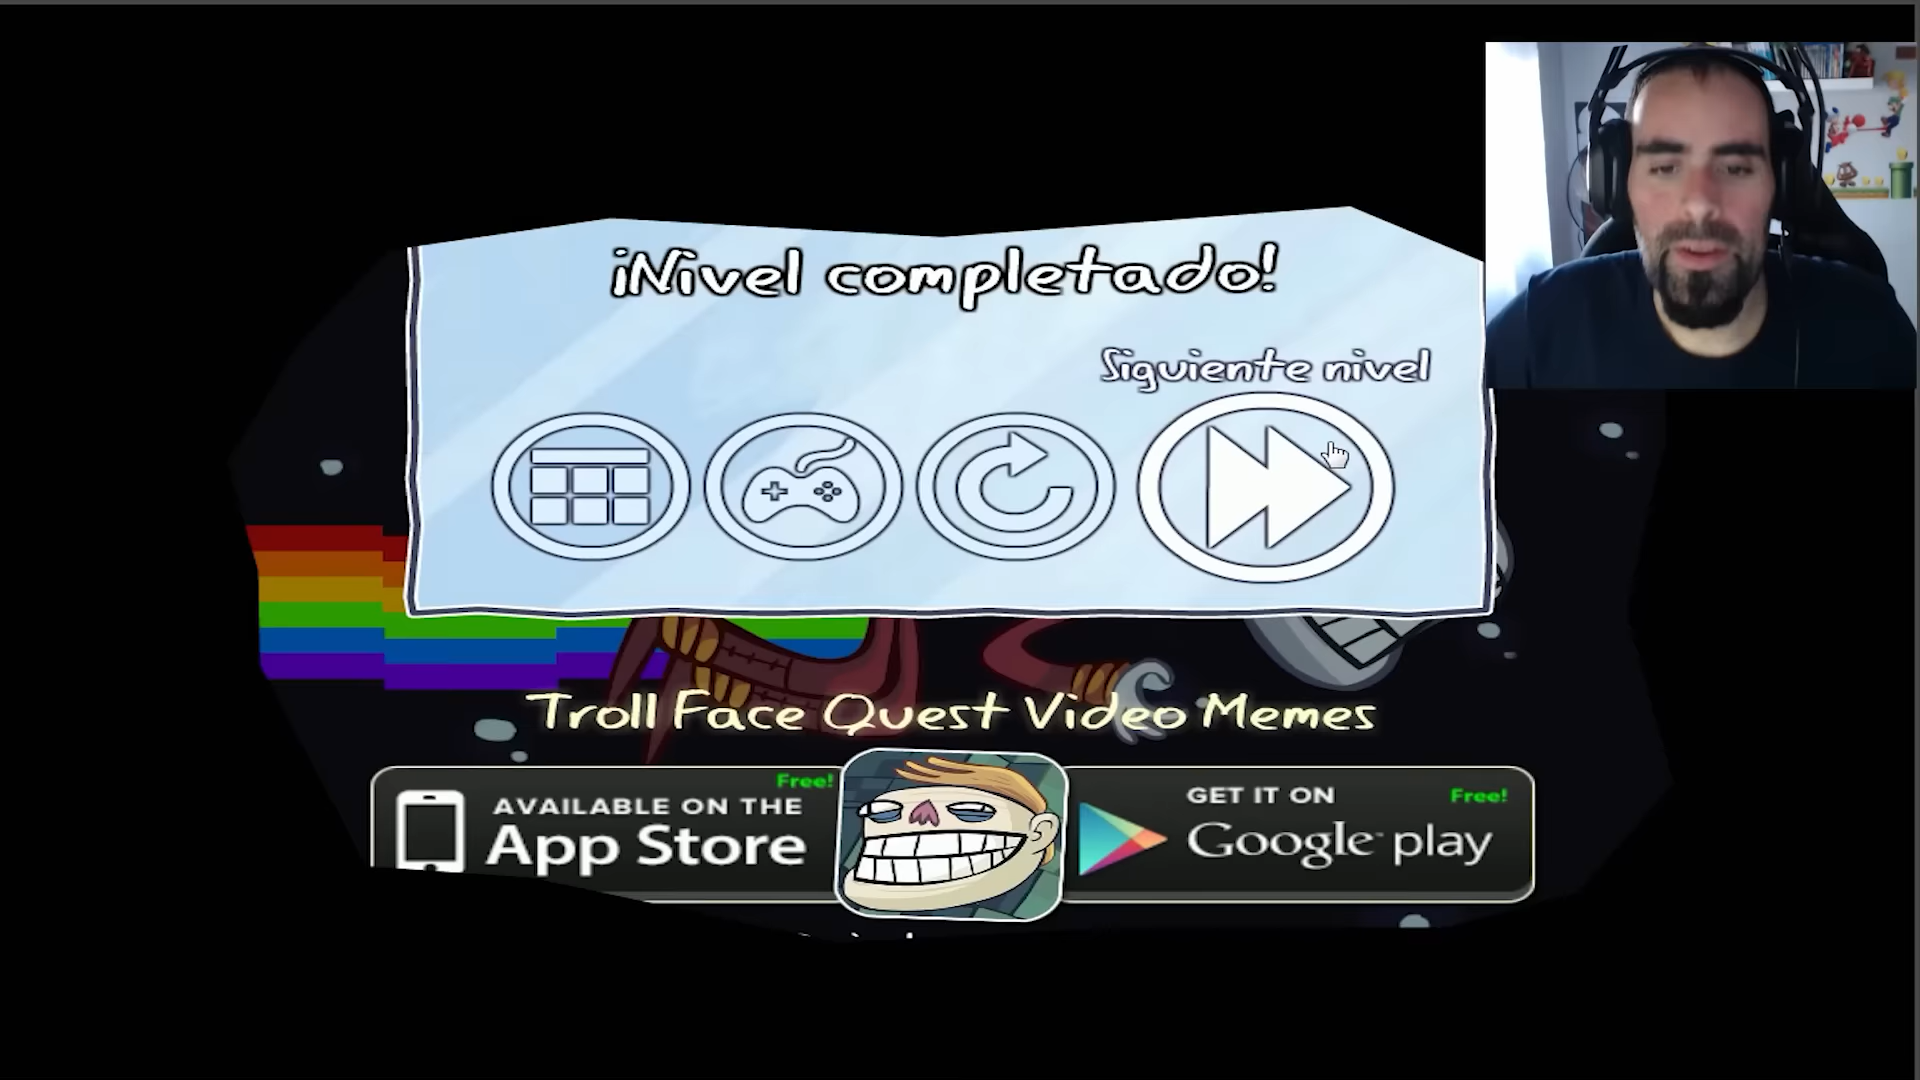 ¡Nivel completado!
Siguiente nivel
Troll Face Quest Video Memes
Free!
AVAILABLE ON THE
App Store
GET IT ON
Free!
Google play